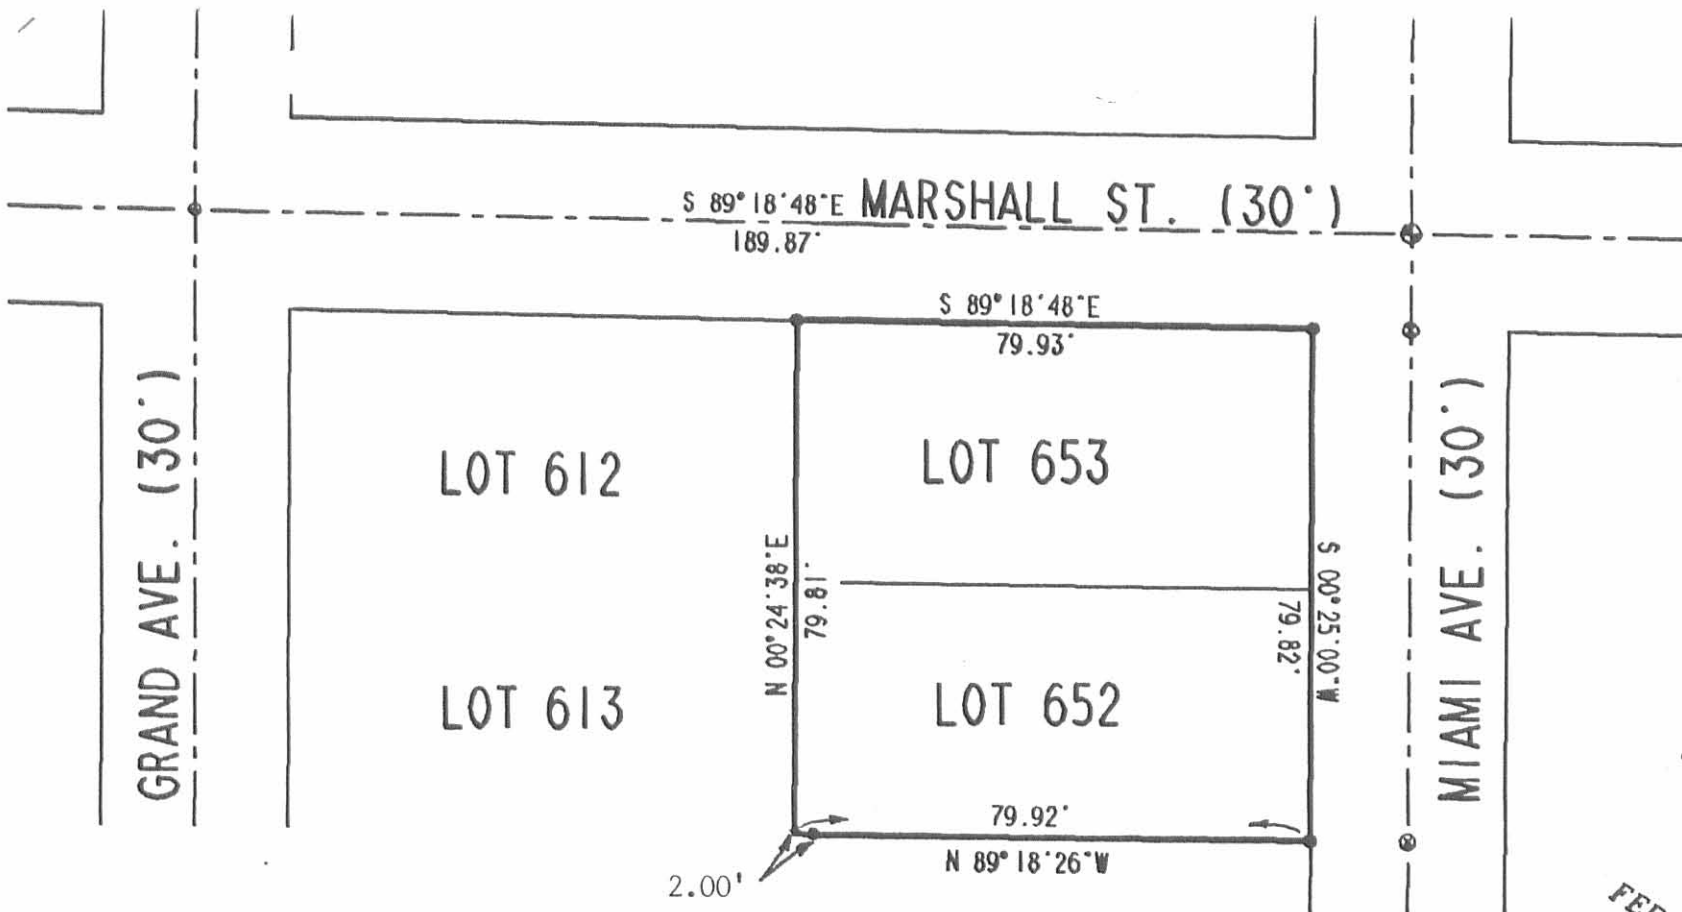 S 89°18'48"E MARSHALL ST. (30')
189.87'
S 89°18'48"E
79.93'
GRAND AVE. (30')
LOT 612
LOT 653
MIAMI AVE. (30')
N 00°24'38"E
79.81'
S 00°25'00"W
79.82'
LOT 613
LOT 652
79.92'
N 89°18'26"W
2.00'